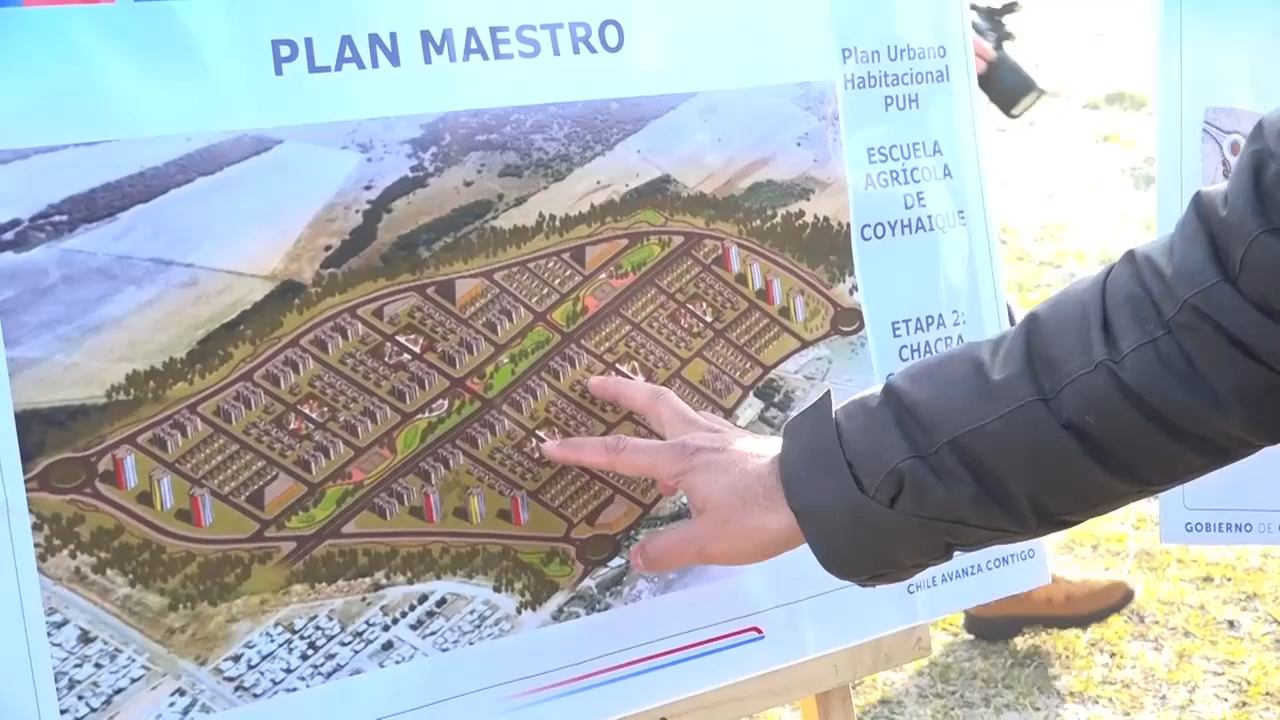 PLAN MAESTRO
Plan Urbano
Habitacional
PUH
ESCUELA
AGRÍCOLA
DE
COYHAIQUE
ETAPA 2:
CHACRA
CHILE AVANZA CONTIGO
GOBIERNO DE